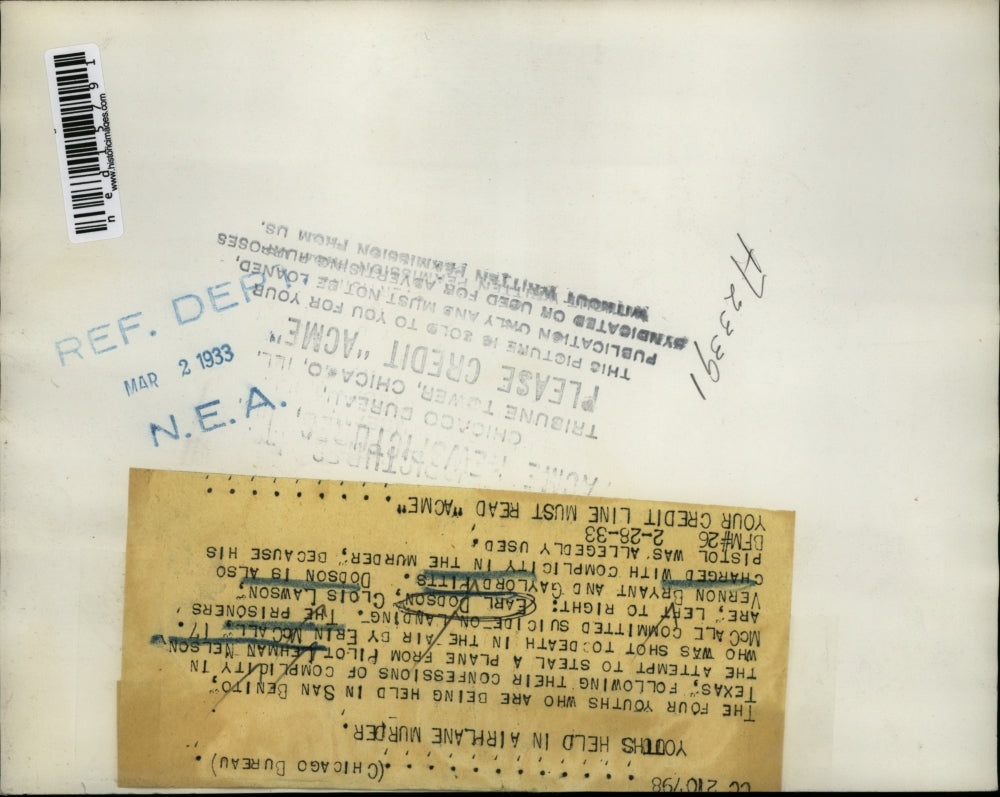 ned15791
www.historicimages.com
REF. DEPT.
MAR 2 1933
N.E.A.
A723391
ACME NEWSPICTURES
CHICAGO BUREAU,
TRIBUNE TOWER, CHICAGO, ILL.
PLEASE CREDIT "ACME"
THIS PICTURE IS SOLD TO YOU FOR YOUR
PUBLICATION ONLY AND MUST NOT BE LOANED,
SYNDICATED OR USED FOR ADVERTISING PURPOSES
WITHOUT WRITTEN PERMISSION FROM US.
CC 210798 (CHICAGO BUREAU)
YOUTHS HELD IN AIRPLANE MURDER.
THE FOUR YOUTHS WHO ARE BEING HELD IN SAN BENITO,
TEXAS, FOLLOWING THEIR CONFESSIONS OF COMPLICITY IN
THE ATTEMPT TO STEAL A PLANE FROM PILOT LEHMAN NELSON
WHO WAS SHOT TO DEATH IN THE AIR BY ERIN McCALL, 17.
McCALL COMMITTED SUICIDE ON LANDING. THE PRISONERS
ARE, LEFT TO RIGHT: EARL DODSON, CLOIS LAWSON,
VERNON BRYANT AND GAYLORD PITTS. DODSON IS ALSO
CHARGED WITH COMPLICITY IN THE MURDER, BECAUSE HIS
PISTOL WAS ALLEGEDLY USED.
BFM#26 2-28-33
YOUR CREDIT LINE MUST READ "ACME"